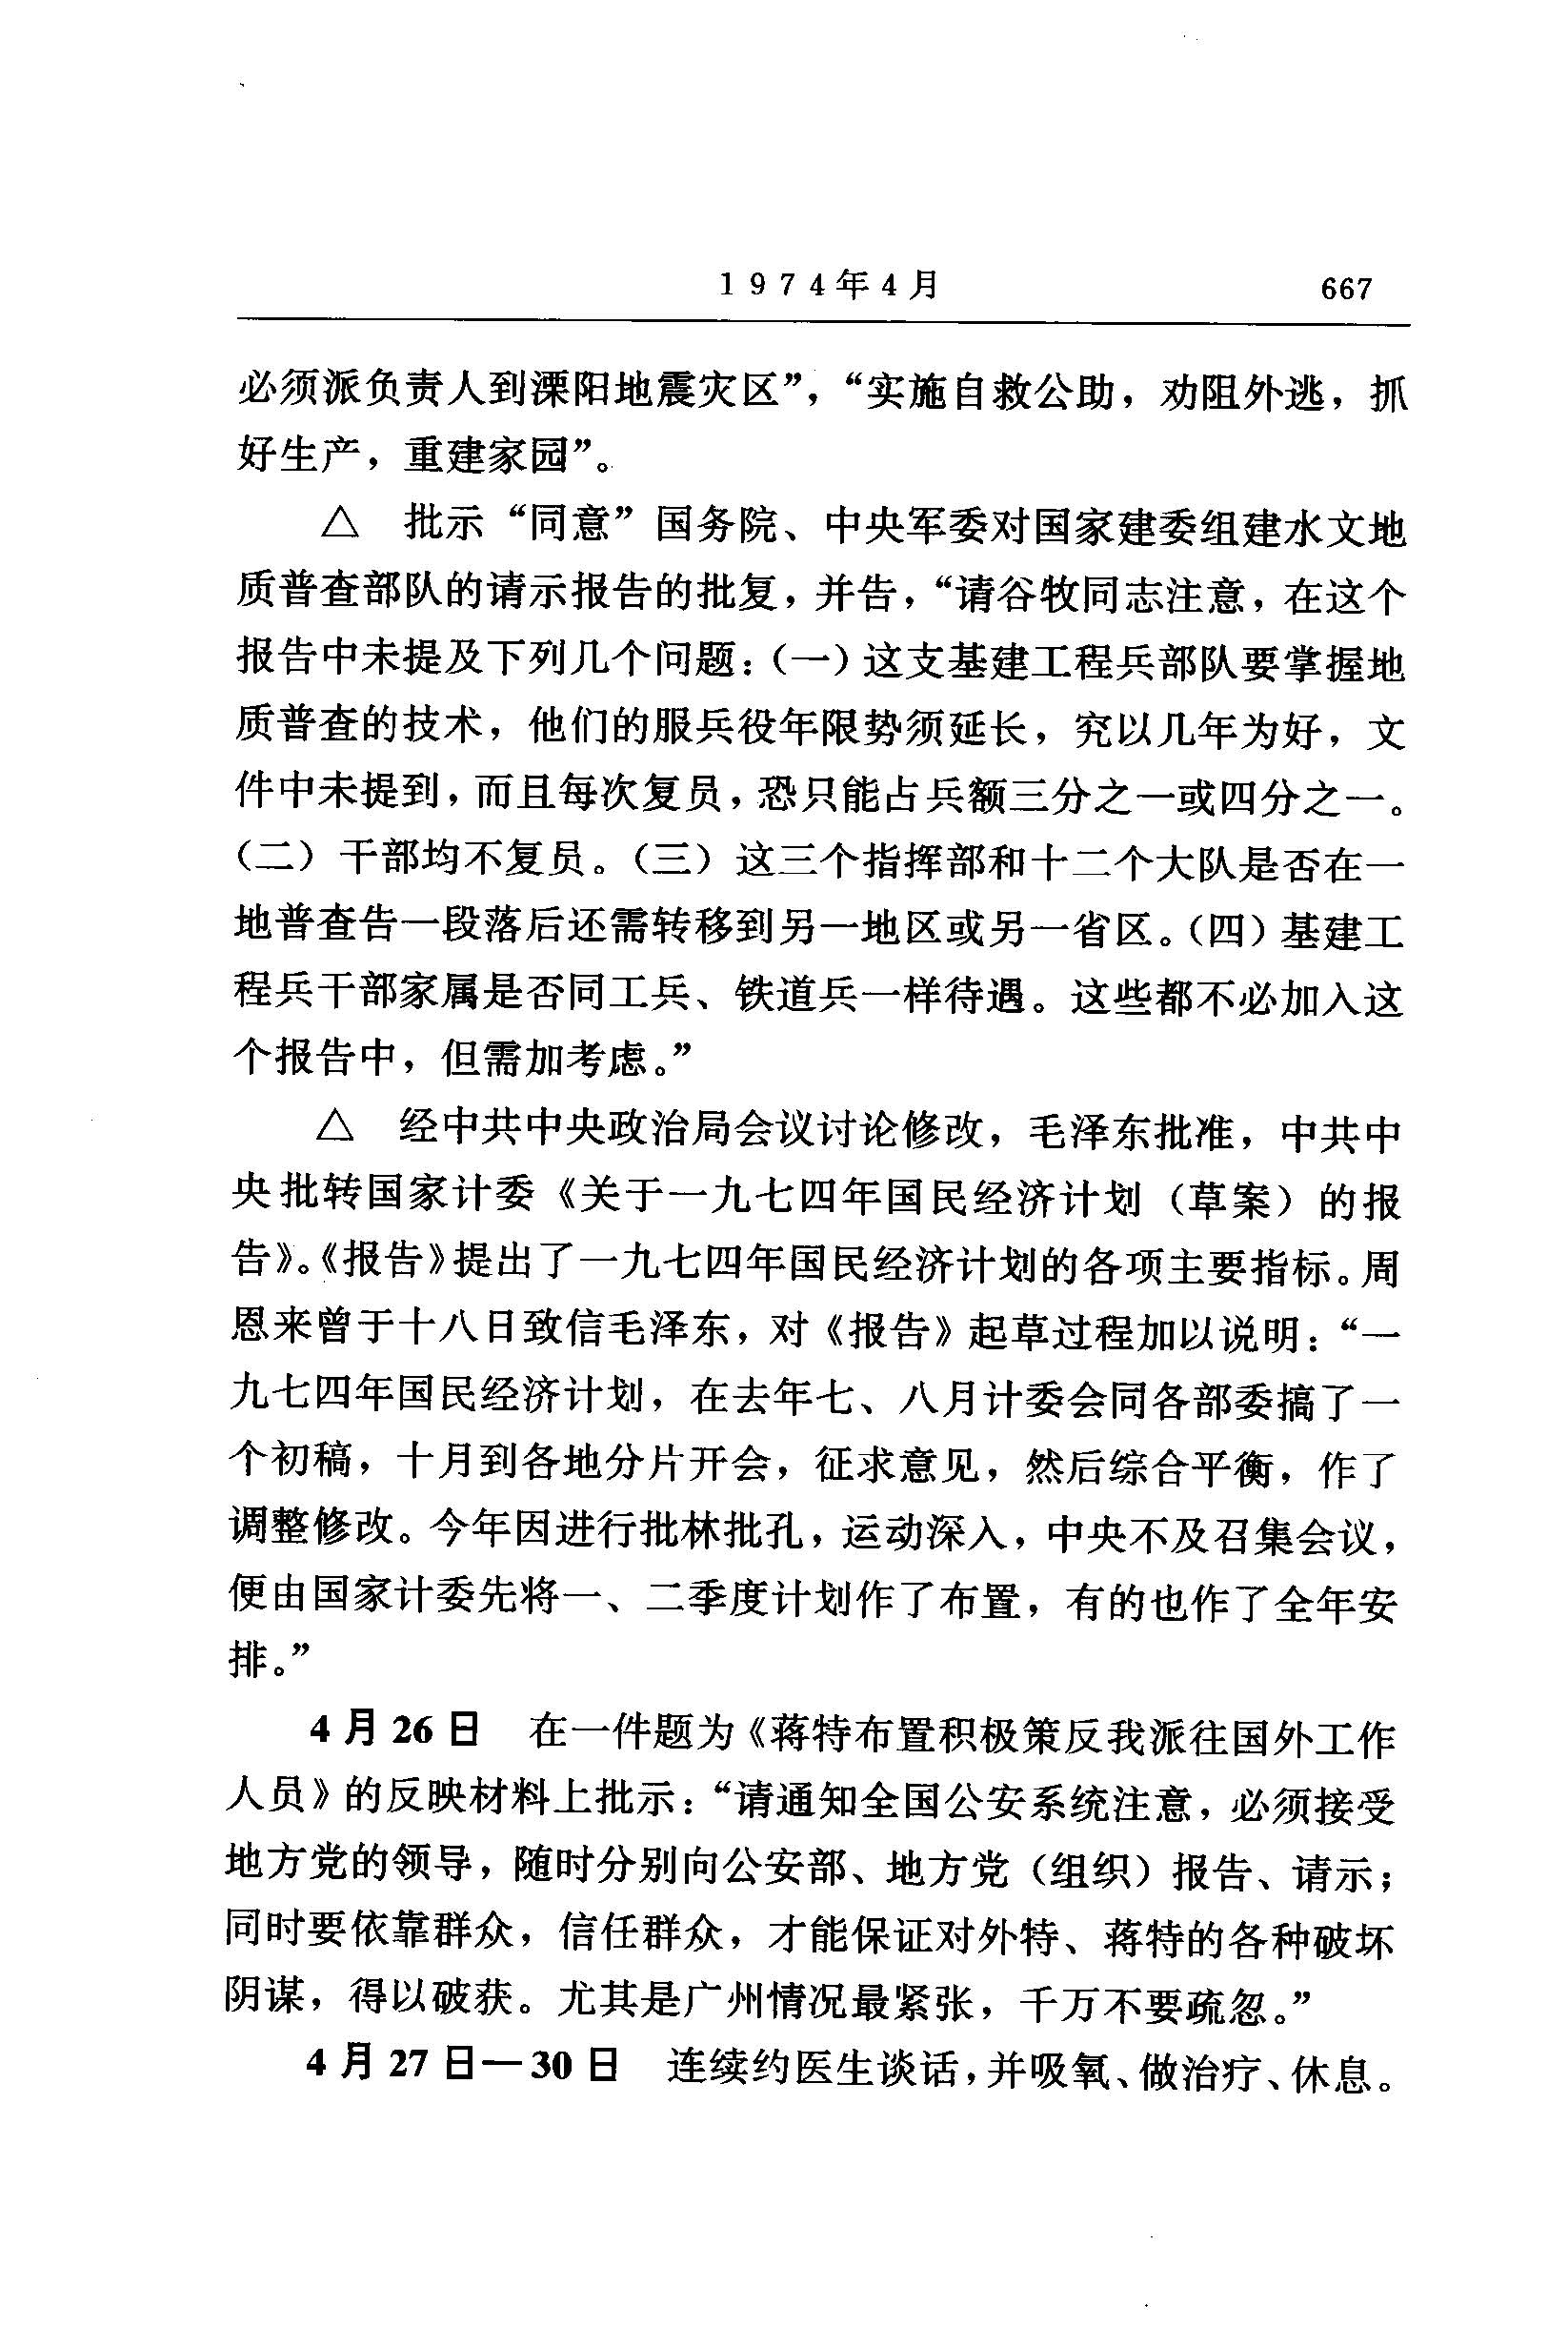 1974年4月 667
必须派负责人到溧阳地震灾区”，“实施自救公助，劝阻外逃，抓
好生产，重建家园”。
△　批示“同意”国务院、中央军委对国家建委组建水文地
质普查部队的请示报告的批复，并告，“请谷牧同志注意，在这个
报告中未提及下列几个问题：（一）这支基建工程兵部队要掌握地
质普查的技术，他们的服兵役年限势须延长，究以几年为好，文
件中未提到，而且每次复员，恐只能占兵额三分之一或四分之一。
（二）干部均不复员。（三）这三个指挥部和十二个大队是否在一
地普查告一段落后还需转移到另一地区或另一省区。（四）基建工
程兵干部家属是否同工兵、铁道兵一样待遇。这些都不必加入这
个报告中，但需加考虑。”
△　经中共中央政治局会议讨论修改，毛泽东批准，中共中
央批转国家计委《关于一九七四年国民经济计划（草案）的报
告》。《报告》提出了一九七四年国民经济计划的各项主要指标。周
恩来曾于十八日致信毛泽东，对《报告》起草过程加以说明：“一
九七四年国民经济计划，在去年七、八月计委会同各部委搞了一
个初稿，十月到各地分片开会，征求意见，然后综合平衡，作了
调整修改。今年因进行批林批孔，运动深入，中央不及召集会议，
便由国家计委先将一、二季度计划作了布置，有的也作了全年安
排。”
4月26日　在一件题为《蒋特布置积极策反我派往国外工作
人员》的反映材料上批示：“请通知全国公安系统注意，必须接受
地方党的领导，随时分别向公安部、地方党（组织）报告、请示；
同时要依靠群众，信任群众，才能保证对外特、蒋特的各种破坏
阴谋，得以破获。尤其是广州情况最紧张，千万不要疏忽。”
4月27日—30日　连续约医生谈话，并吸氧、做治疗、休息。